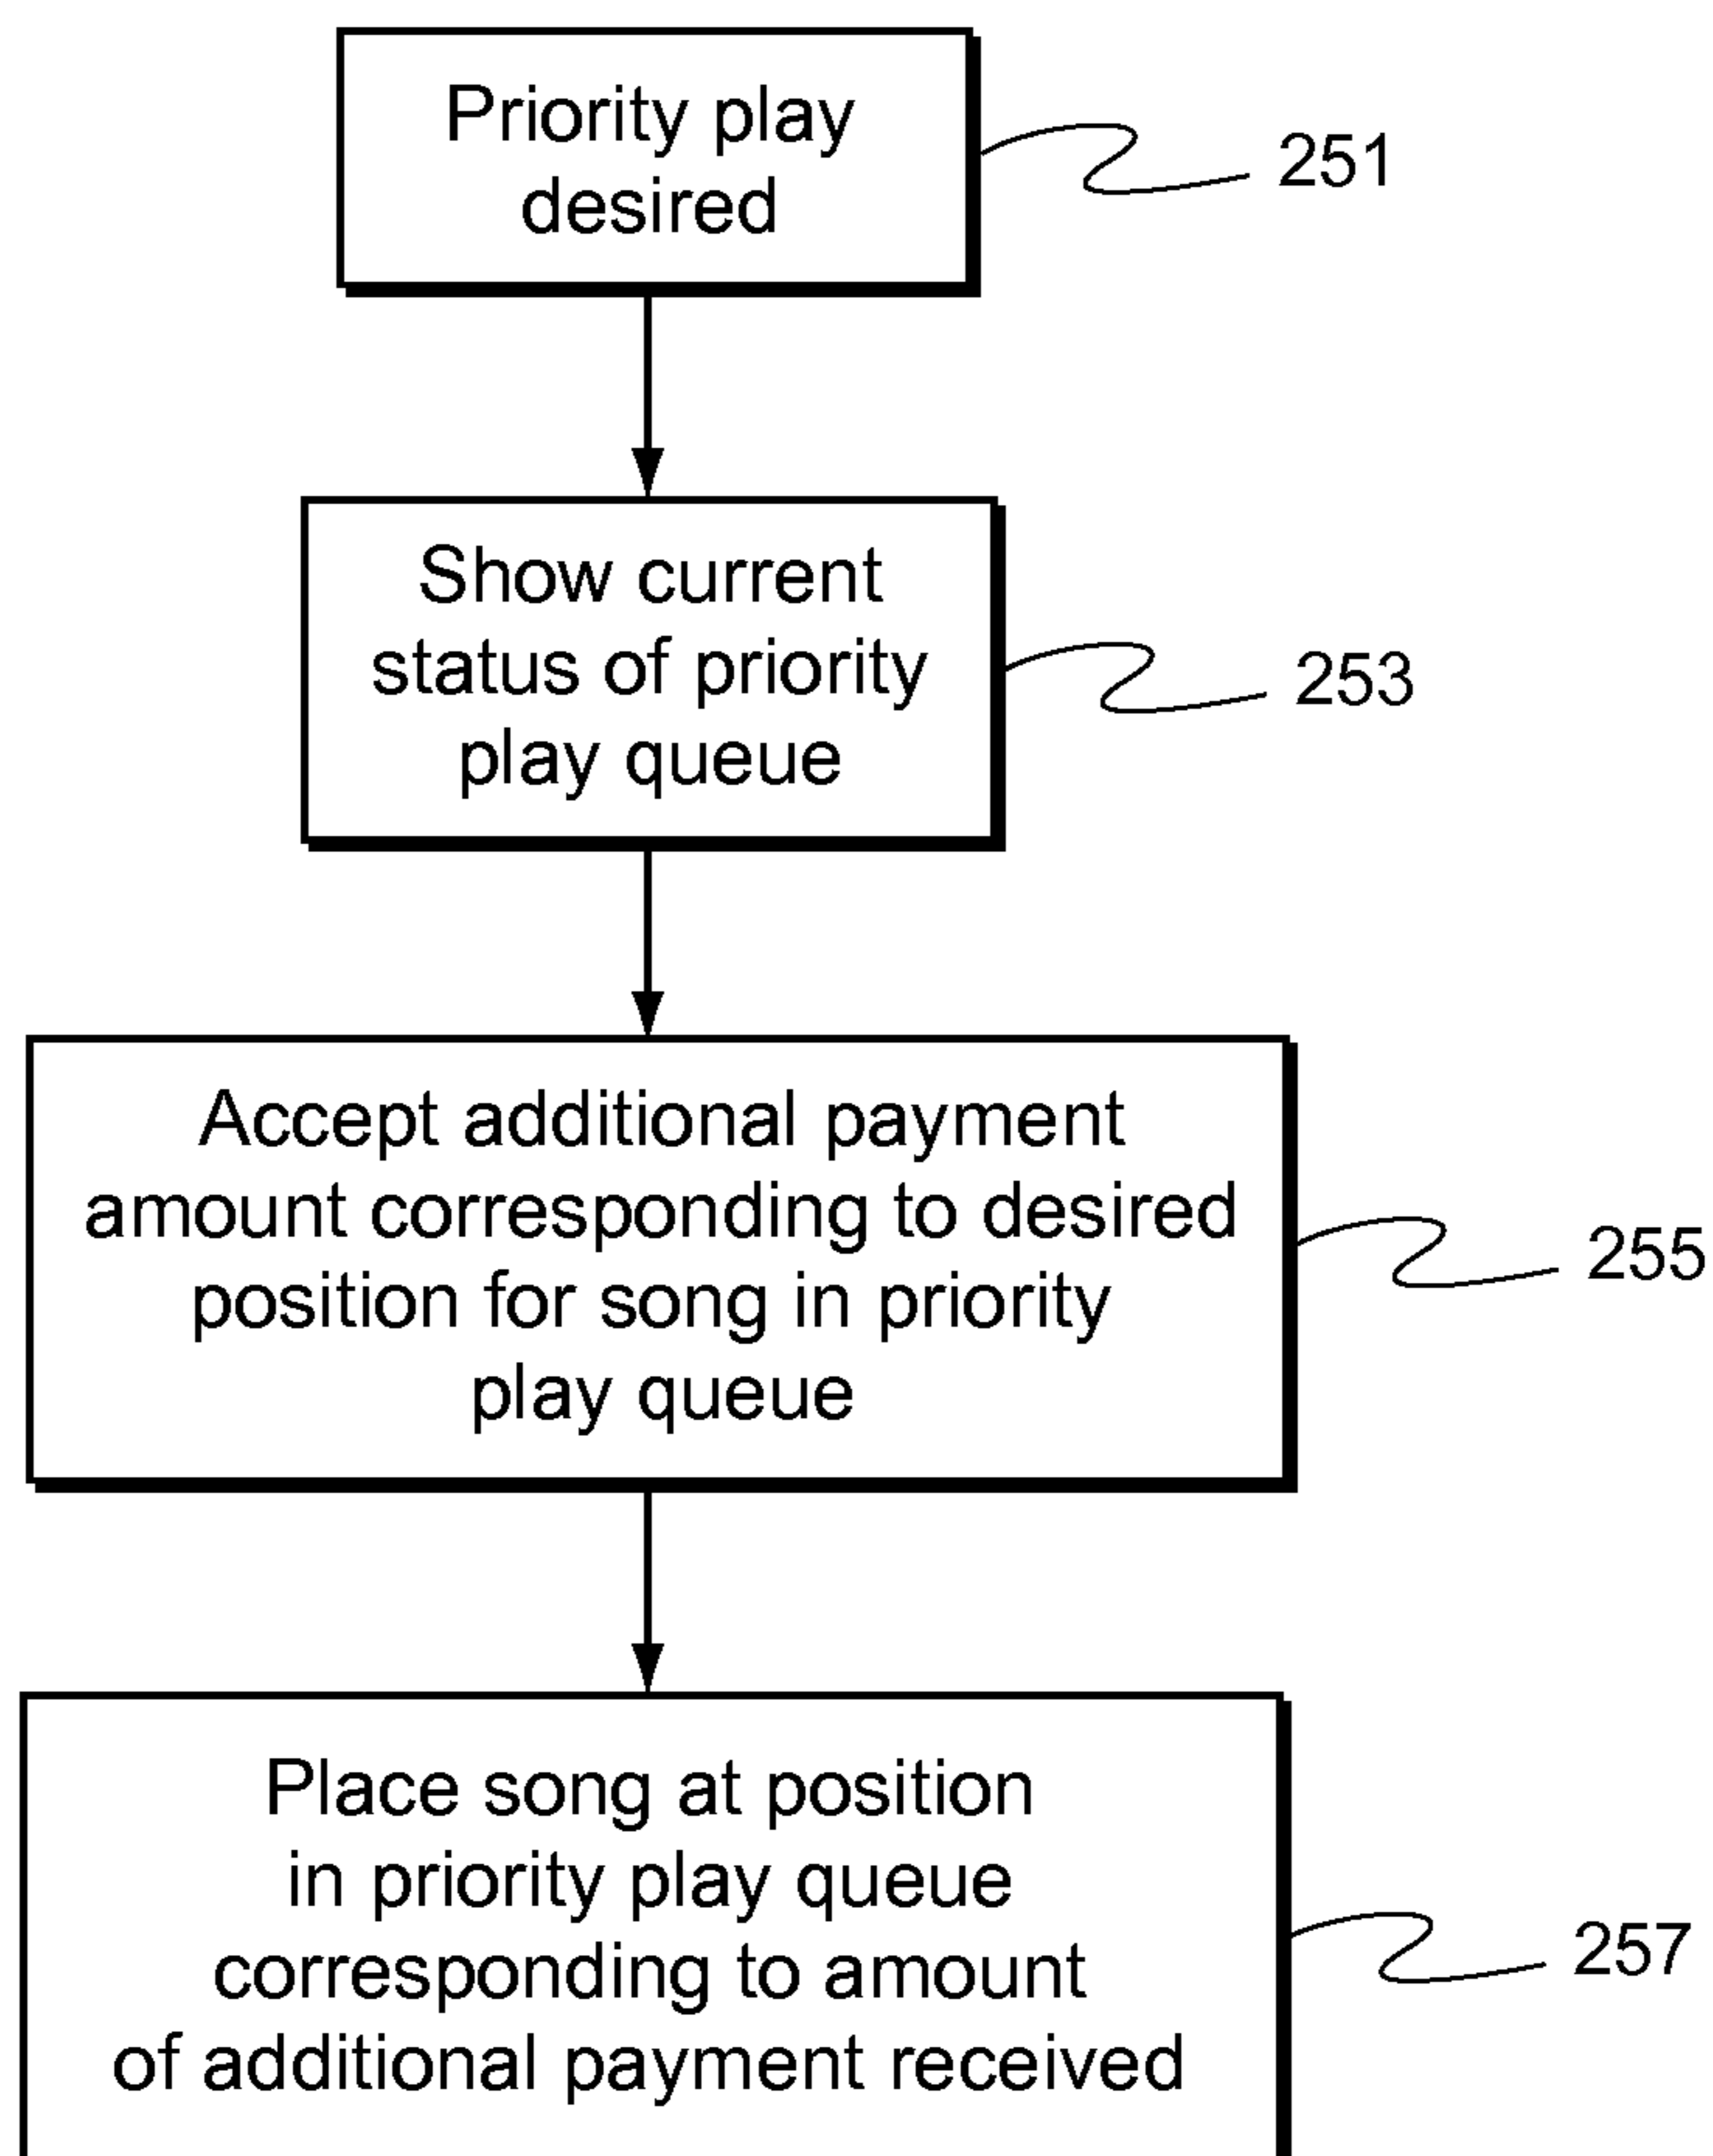 Priority play
desired
251
Show current
status of priority
play queue
253
Accept additional payment
amount corresponding to desired
position for song in priority
play queue
255
Place song at position
in priority play queue
corresponding to amount
of additional payment received
257